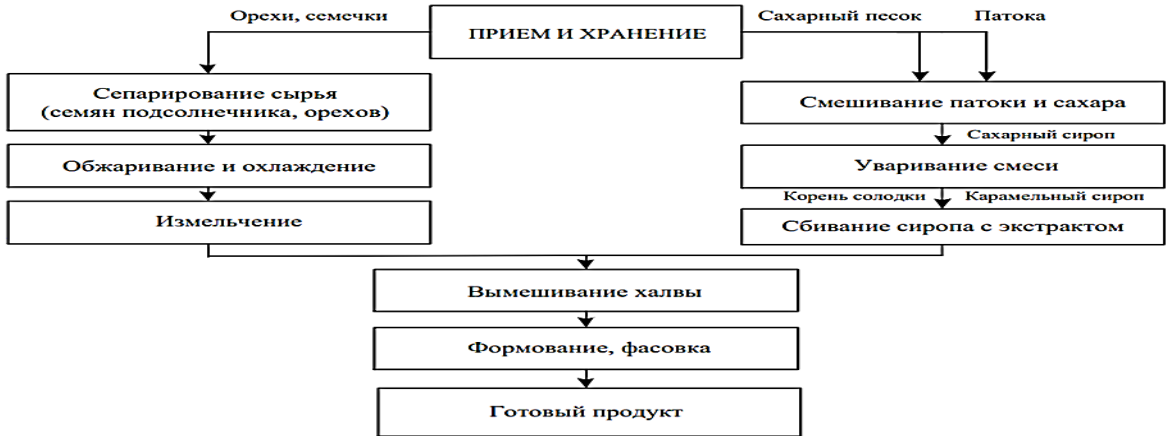 Орехи, семечки
ПРИЕМ И ХРАНЕНИЕ
Сахарный песок
Патока
Сепарирование сырья
(семян подсолнечника, орехов)
Обжаривание и охлаждение
Измельчение
Смешивание патоки и сахара
Сахарный сироп
Уваривание смеси
Корень солодки
Карамельный сироп
Сбивание сиропа с экстрактом
Вымешивание халвы
Формование, фасовка
Готовый продукт